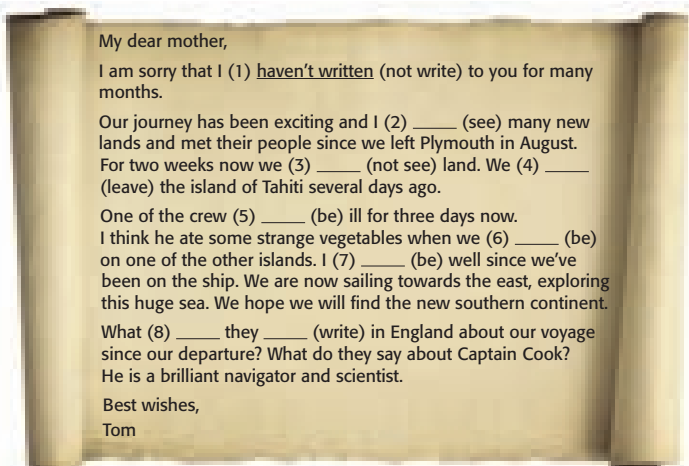 My dear mother,
I am sorry that I (1) haven't written (not write) to you for many
months.
Our journey has been exciting and I (2) _____ (see) many new
lands and met their people since we left Plymouth in August.
For two weeks now we (3) _____ (not see) land. We (4) _____
(leave) the island of Tahiti several days ago.
One of the crew (5) _____ (be) ill for three days now.
I think he ate some strange vegetables when we (6) _____ (be)
on one of the other islands. I (7) _____ (be) well since we've
been on the ship. We are now sailing towards the east, exploring
this huge sea. We hope we will find the new southern continent.
What (8) _____ they _____ (write) in England about our voyage
since our departure? What do they say about Captain Cook?
He is a brilliant navigator and scientist.
Best wishes,
Tom